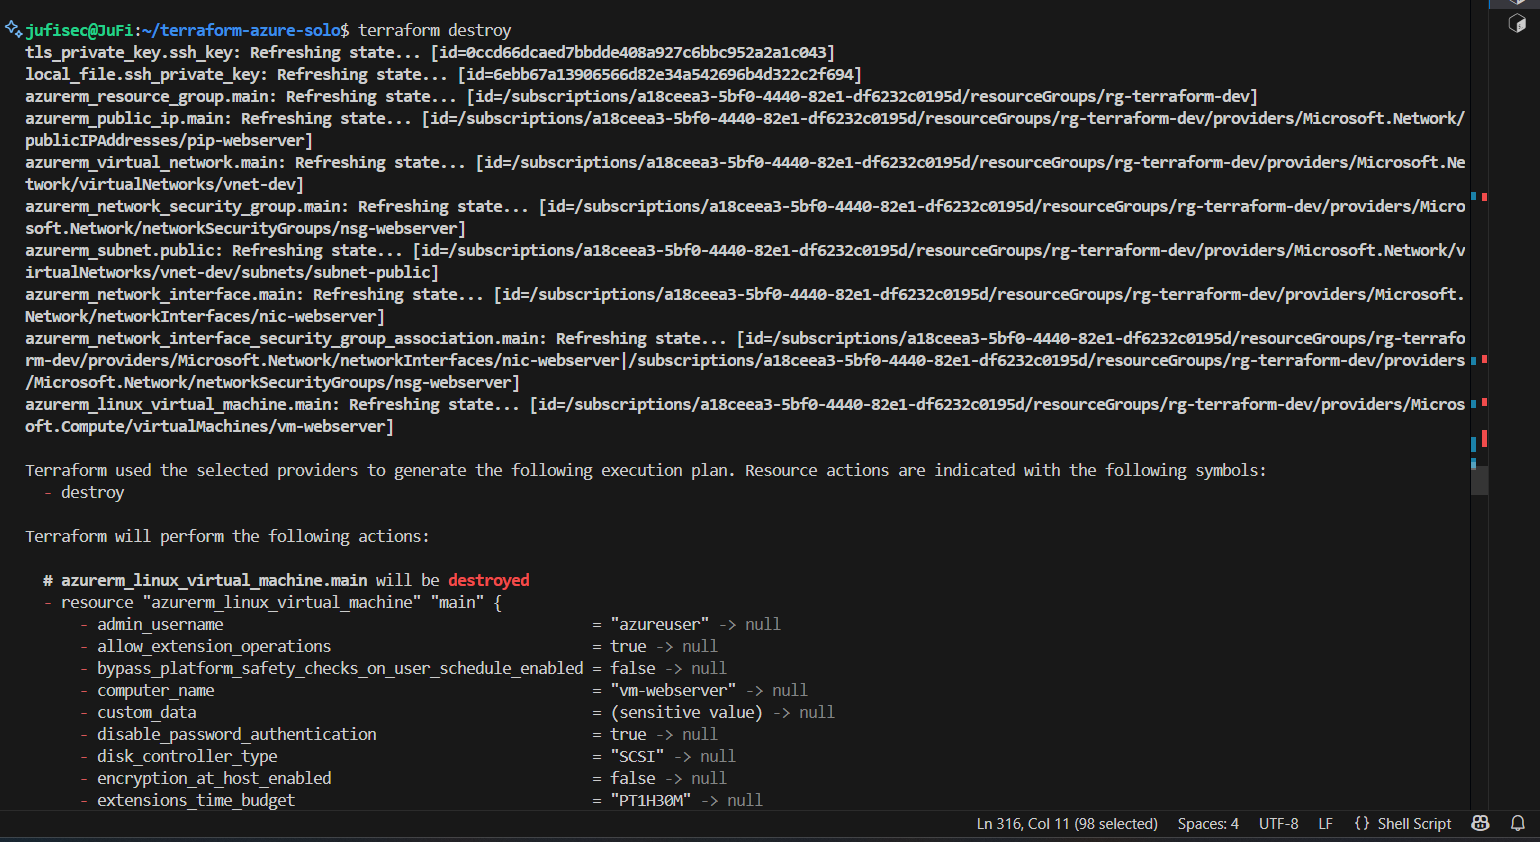 jufisec@JuFi:~/terraform-azure-solo$ terraform destroy
tls_private_key.ssh_key: Refreshing state... [id=0ccd66dcaed7bbdde408a927c6bbc952a2a1c043]
local_file.ssh_private_key: Refreshing state... [id=6ebb67a13906566d82e34a542696b4d322c2f694]
azurerm_resource_group.main: Refreshing state... [id=/subscriptions/a18ceea3-5bf0-4440-82e1-df6232c0195d/resourceGroups/rg-terraform-dev]
azurerm_public_ip.main: Refreshing state... [id=/subscriptions/a18ceea3-5bf0-4440-82e1-df6232c0195d/resourceGroups/rg-terraform-dev/providers/Microsoft.Network/
publicIPAddresses/pip-webserver]
azurerm_virtual_network.main: Refreshing state... [id=/subscriptions/a18ceea3-5bf0-4440-82e1-df6232c0195d/resourceGroups/rg-terraform-dev/providers/Microsoft.Ne
twork/virtualNetworks/vnet-dev]
azurerm_network_security_group.main: Refreshing state... [id=/subscriptions/a18ceea3-5bf0-4440-82e1-df6232c0195d/resourceGroups/rg-terraform-dev/providers/Micro
soft.Network/networkSecurityGroups/nsg-webserver]
azurerm_subnet.public: Refreshing state... [id=/subscriptions/a18ceea3-5bf0-4440-82e1-df6232c0195d/resourceGroups/rg-terraform-dev/providers/Microsoft.Network/v
irtualNetworks/vnet-dev/subnets/subnet-public]
azurerm_network_interface.main: Refreshing state... [id=/subscriptions/a18ceea3-5bf0-4440-82e1-df6232c0195d/resourceGroups/rg-terraform-dev/providers/Microsoft.
Network/networkInterfaces/nic-webserver]
azurerm_network_interface_security_group_association.main: Refreshing state... [id=/subscriptions/a18ceea3-5bf0-4440-82e1-df6232c0195d/resourceGroups/rg-terrafo
rm-dev/providers/Microsoft.Network/networkInterfaces/nic-webserver|/subscriptions/a18ceea3-5bf0-4440-82e1-df6232c0195d/resourceGroups/rg-terraform-dev/providers
/Microsoft.Network/networkSecurityGroups/nsg-webserver]
azurerm_linux_virtual_machine.main: Refreshing state... [id=/subscriptions/a18ceea3-5bf0-4440-82e1-df6232c0195d/resourceGroups/rg-terraform-dev/providers/Micros
oft.Compute/virtualMachines/vm-webserver]
Terraform used the selected providers to generate the following execution plan. Resource actions are indicated with the following symbols:
  - destroy
Terraform will perform the following actions:
  # azurerm_linux_virtual_machine.main will be destroyed
  - resource "azurerm_linux_virtual_machine" "main" {
      - admin_username                                         = "azureuser" -> null
      - allow_extension_operations                             = true -> null
      - bypass_platform_safety_checks_on_user_schedule_enabled = false -> null
      - computer_name                                          = "vm-webserver" -> null
      - custom_data                                            = (sensitive value) -> null
      - disable_password_authentication                        = true -> null
      - disk_controller_type                                   = "SCSI" -> null
      - encryption_at_host_enabled                             = false -> null
      - extensions_time_budget                                 = "PT1H30M" -> null
Ln 316, Col 11 (98 selected) Spaces: 4 UTF-8 LF {} Shell Script